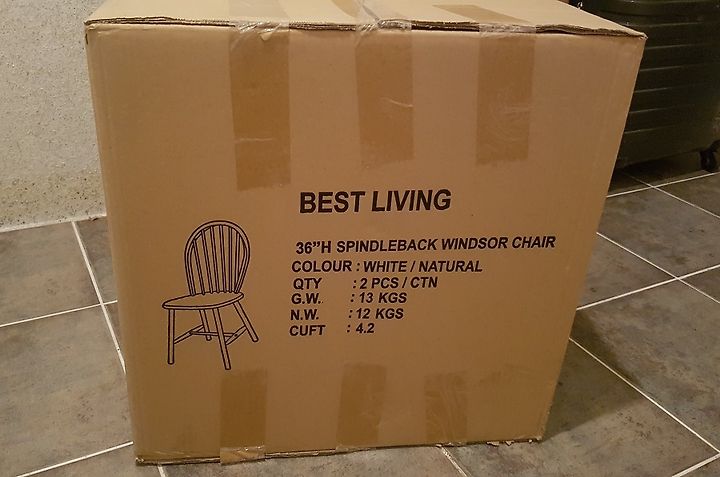 BEST LIVING
36"H SPINDLEBACK WINDSOR CHAIR
COLOUR : WHITE / NATURAL
QTY : 2 PCS / CTN
G.W. : 13 KGS
N.W. : 12 KGS
CUFT : 4.2